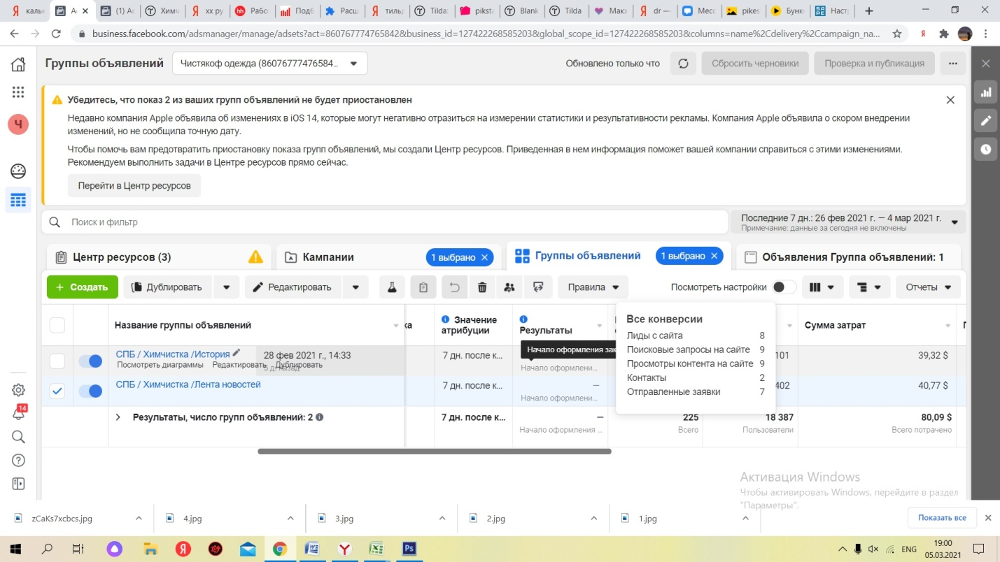 кальк
Ас
(1) Ас
Химч
хх ру
Работ
Подб
Расш
тильд
Tilda:
piksta
Blank
Tilda
Макк
dr —
Месс
pikes
Бунк
Настр
business.facebook.com/adsmanager/manage/adsets?act=860767774765842&business_id=127422268585203&global_scope_id=127422268585203&columns=name%2Cdelivery%2Ccampaign_na...
Группы объявлений
Чистякоф одежда (86076777476584...
Обновлено только что
Сбросить черновики
Проверка и публикация
Ч
Убедитесь, что показ 2 из ваших групп объявлений не будет приостановлен
Недавно компания Apple объявила об изменениях в iOS 14, которые могут негативно отразиться на измерении статистики и результативности рекламы. Компания Apple объявила о скором внедрении
изменений, но не сообщила точную дату.
Чтобы помочь вам предотвратить приостановку показа групп объявлений, мы создали Центр ресурсов. Приведенная в нем информация поможет вашей компании справиться с этими изменениями.
Рекомендуем выполнить задачи в Центре ресурсов прямо сейчас.
Перейти в Центр ресурсов
Поиск и фильтр
Последние 7 дн.: 26 фев 2021 г. — 4 мар 2021 г.
Примечание: данные за сегодня не включены
Центр ресурсов (3)
Кампании
1 выбрано
Группы объявлений
1 выбрано
Объявления Группа объявлений: 1
+ Создать
Дублировать
Редактировать
Правила
Посмотреть настройки
Отчеты
Название группы объявлений
ка
Значение
атрибуции
Результаты
Сумма затрат
Все конверсии
Лиды с сайта 8
Поисковые запросы на сайте 9
Просмотры контента на сайте 9
Контакты 2
Отправленные заявки 7
СПБ / Химчистка /История
Посмотреть диаграммы Редактировать Дублировать
28 фев 2021 г., 14:33
5 д. назад
7 дн. после к...
Начало оформления зак
Начало оформлени...
101
39,32 $
СПБ / Химчистка /Лента новостей
7 дн. после к...
—
Начало оформлени...
402
40,77 $
Результаты, число групп объявлений: 2
7 дн. после к...
—
Начало оформления ...
225
Всего
18 387
Пользователи
80,09 $
Всего потрачено
14
Активация Windows
Чтобы активировать Windows, перейдите в раздел
"Параметры".
zCaKs7xcbcs.jpg
4.jpg
3.jpg
2.jpg
1.jpg
Показать все
ENG
19:00
05.03.2021